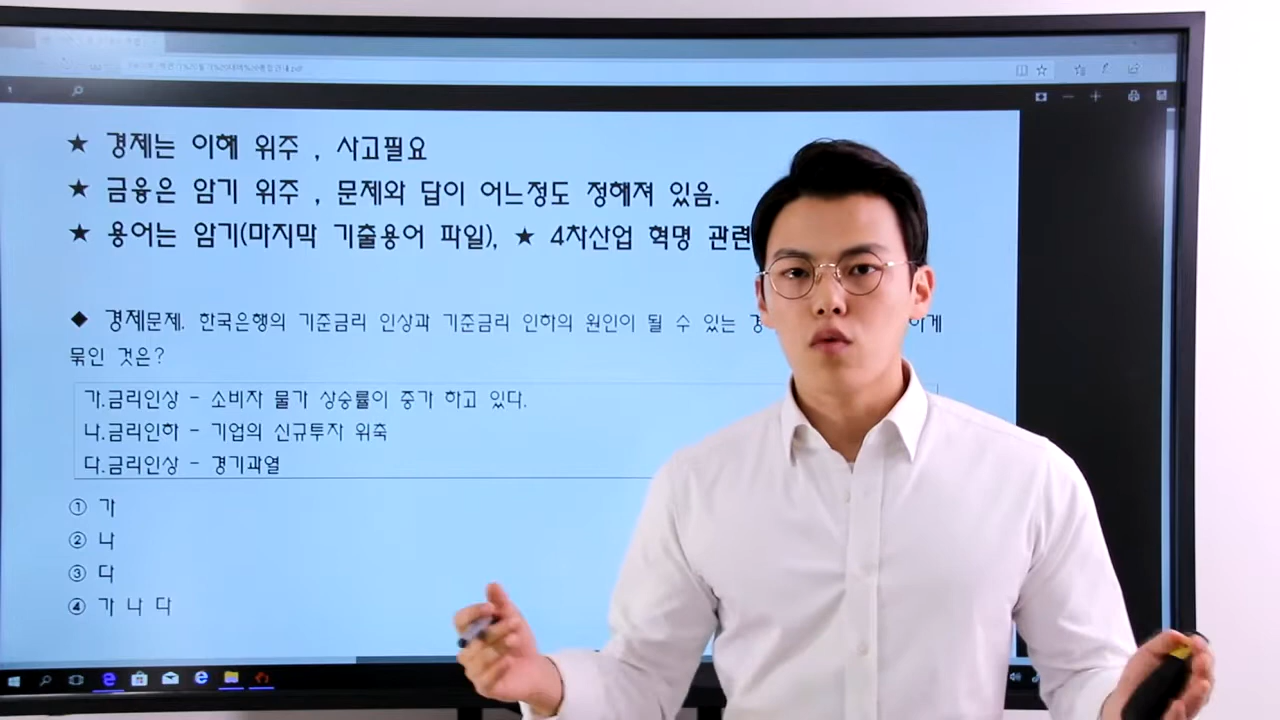 ★ 경제는 이해 위주 , 사고필요
★ 금융은 암기 위주 , 문제와 답이 어느정도 정해져 있음.
★ 용어는 암기(마지막 기출용어 파일), ★ 4차산업 혁명 관련
◆ 경제문제. 한국은행의 기준금리 인상과 기준금리 인하의 원인이 될 수 있는 하게
묶인 것은?
가.금리인상 - 소비자 물가 상승률이 증가 하고 있다.
나.금리인하 - 기업의 신규투자 위축
다.금리인상 - 경기과열
① 가
② 나
③ 다
④ 가 나 다